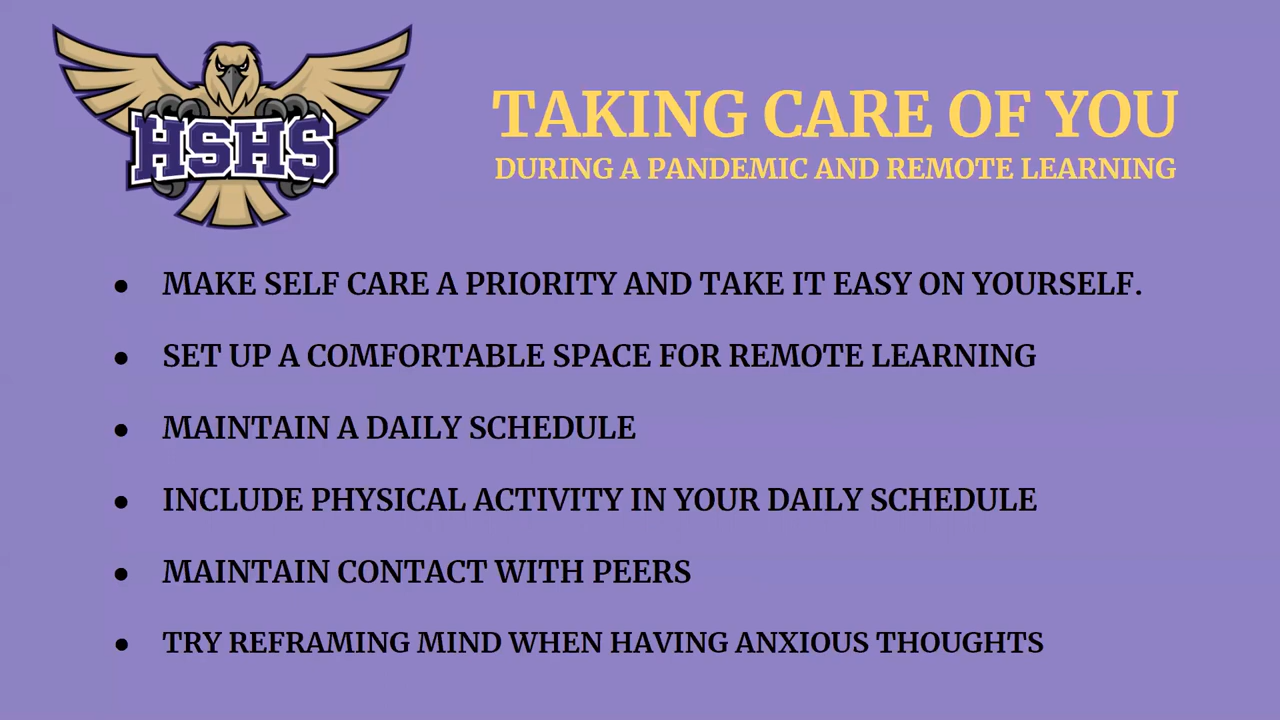 HSHS
TAKING CARE OF YOU
DURING A PANDEMIC AND REMOTE LEARNING
● MAKE SELF CARE A PRIORITY AND TAKE IT EASY ON YOURSELF.
● SET UP A COMFORTABLE SPACE FOR REMOTE LEARNING
● MAINTAIN A DAILY SCHEDULE
● INCLUDE PHYSICAL ACTIVITY IN YOUR DAILY SCHEDULE
● MAINTAIN CONTACT WITH PEERS
● TRY REFRAMING MIND WHEN HAVING ANXIOUS THOUGHTS